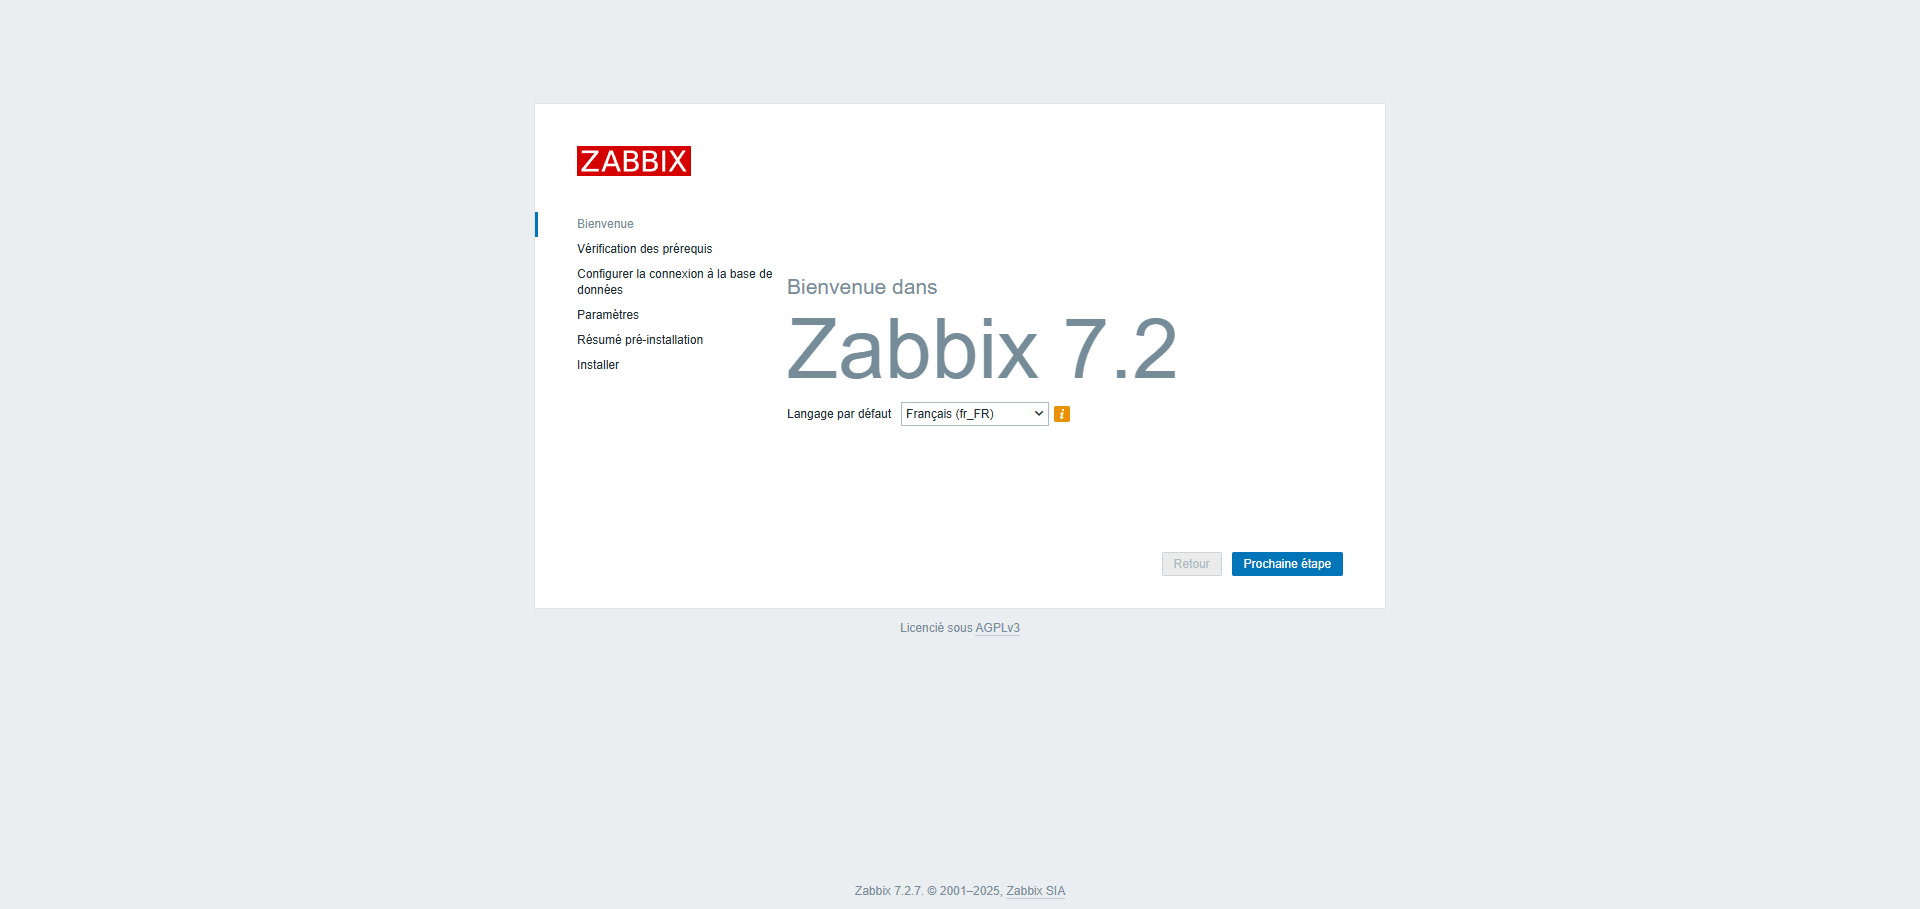 ZABBIX
Bienvenue
Vérification des prérequis
Configurer la connexion à la base de
données
Paramètres
Résumé pré-installation
Installer
Bienvenue dans
Zabbix 7.2
Langage par défaut Français (fr_FR) i
Retour Prochaine étape
Licencié sous AGPLv3
Zabbix 7.2.7. © 2001–2025, Zabbix SIA